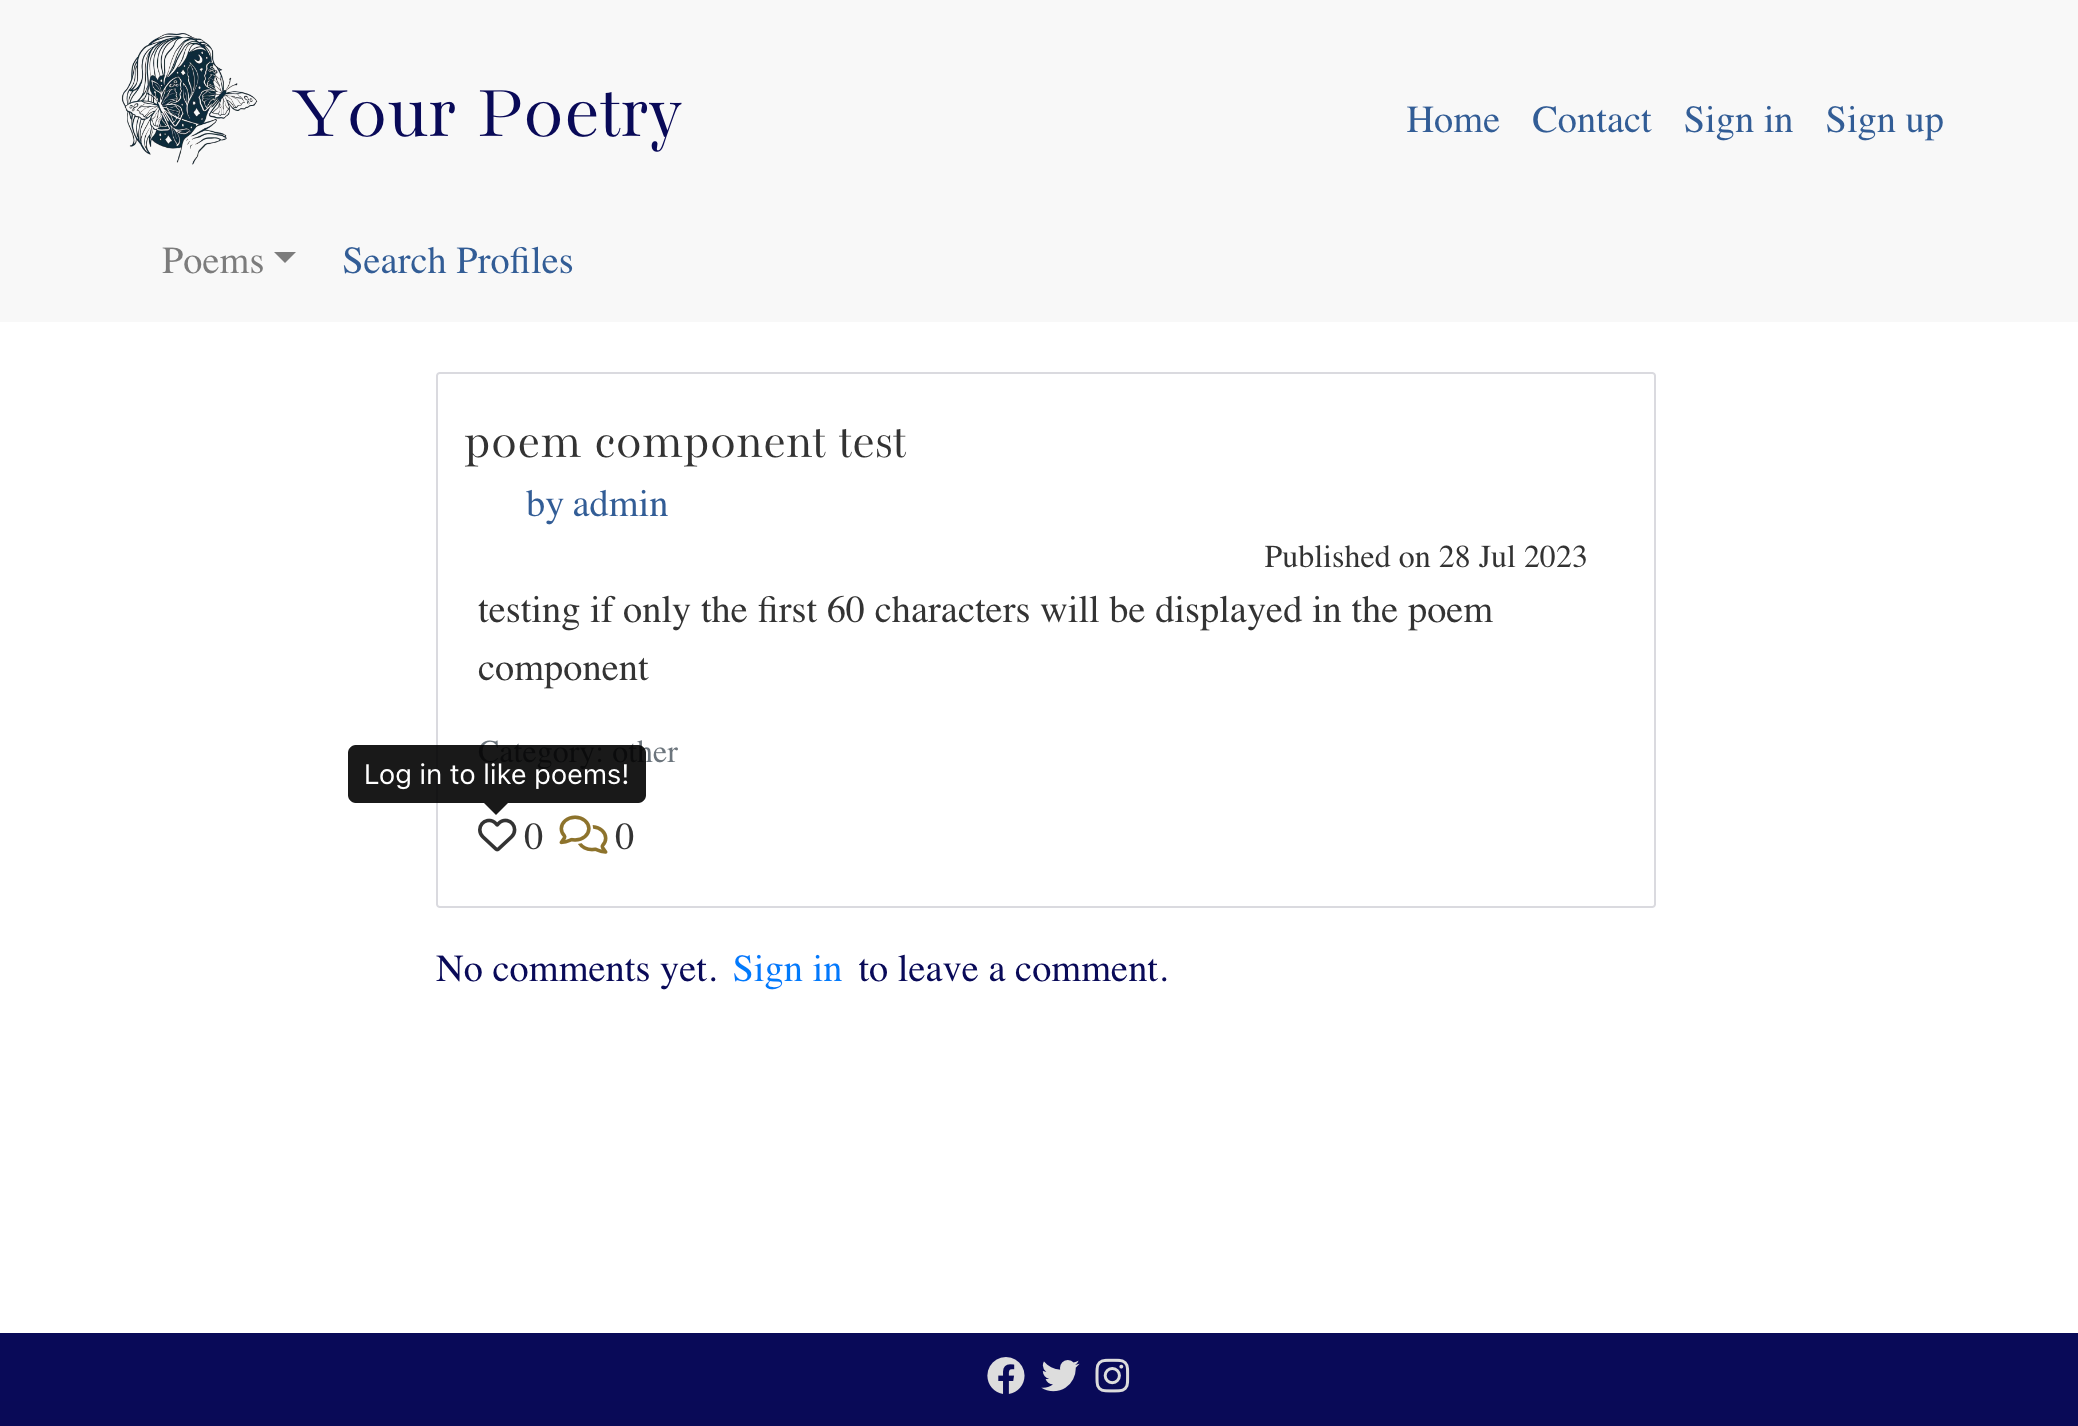 Your Poetry
Home Contact Sign in Sign up
Poems Search Profiles
poem component test
by admin
Published on 28 Jul 2023
testing if only the first 60 characters will be displayed in the poem
component
Category: other
Log in to like poems!
0 0
No comments yet. Sign in to leave a comment.